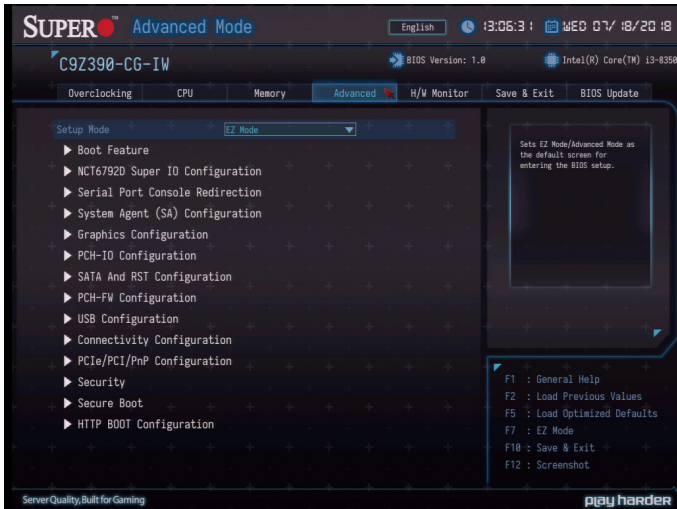 SUPER™ Advanced Mode English 13:06:31 WED 07/18/2018
C9Z390-CG-IW BIOS Version: 1.0 Intel(R) Core(TM) i3-8350
Overclocking CPU Memory Advanced H/W Monitor Save & Exit BIOS Update
Setup Mode EZ Mode
Boot Feature
NCT6792D Super IO Configuration
Serial Port Console Redirection
System Agent (SA) Configuration
Graphics Configuration
PCH-IO Configuration
SATA And RST Configuration
PCH-FW Configuration
USB Configuration
Connectivity Configuration
PCIe/PCI/PnP Configuration
Security
Secure Boot
HTTP BOOT Configuration
Sets EZ Mode/Advanced Mode as
the default screen for
entering the BIOS setup.
F1 : General Help
F2 : Load Previous Values
F5 : Load Optimized Defaults
F7 : EZ Mode
F10 : Save & Exit
F12 : Screenshot
Server Quality, Built for Gaming play harder